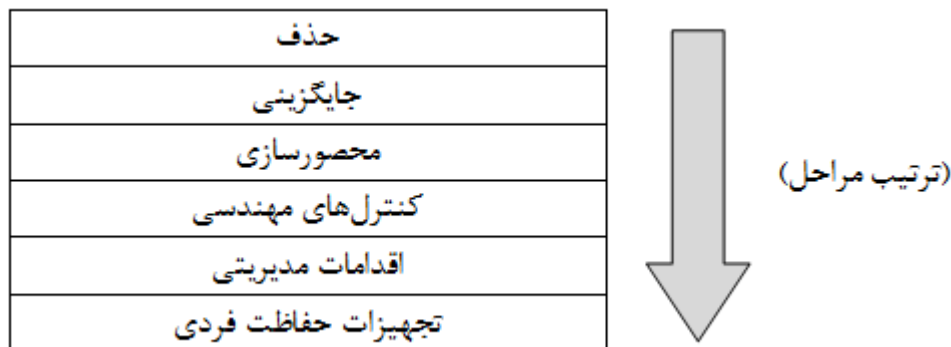 حذف
جایگزینی
محصورسازی
کنترل‌های مهندسی
اقدامات مدیریتی
تجهیزات حفاظت فردی
(ترتیب مراحل)